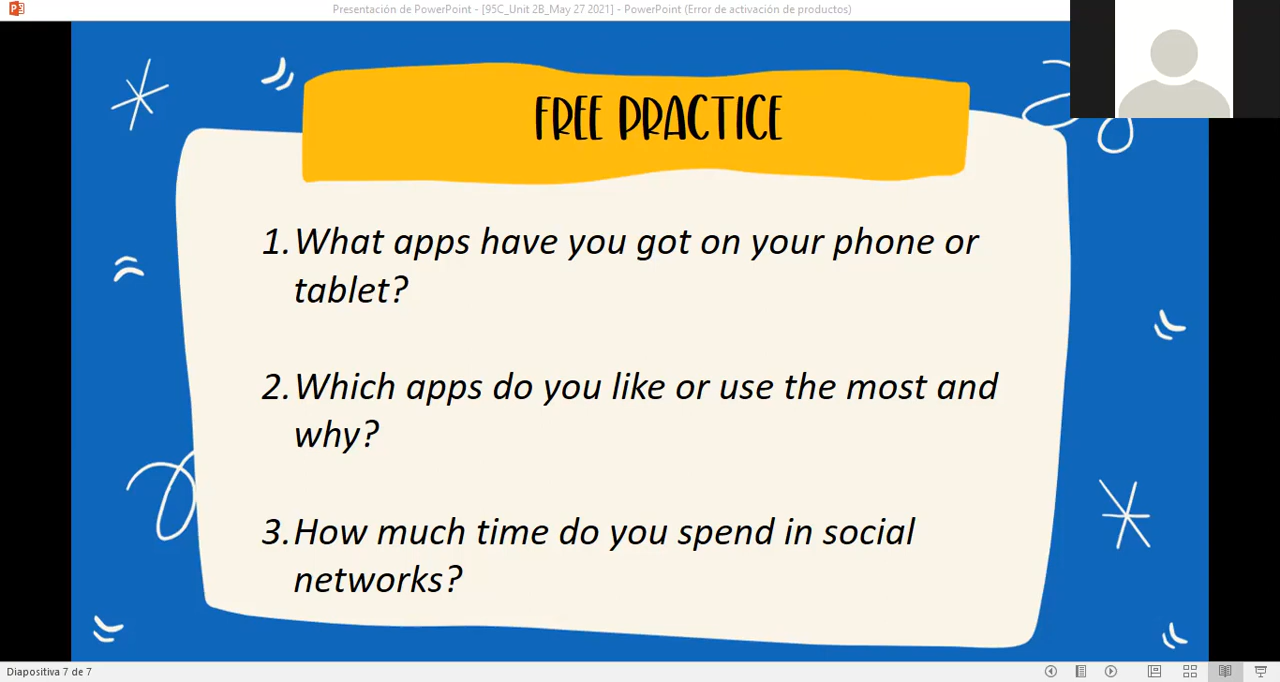 Presentación de PowerPoint - [95C_Unit 2B_May 27 2021] - PowerPoint (Error de activación de productos)
FREE PRACTICE
1.What apps have you got on your phone or
tablet?
2.Which apps do you like or use the most and
why?
3.How much time do you spend in social
networks?
Diapositiva 7 de 7